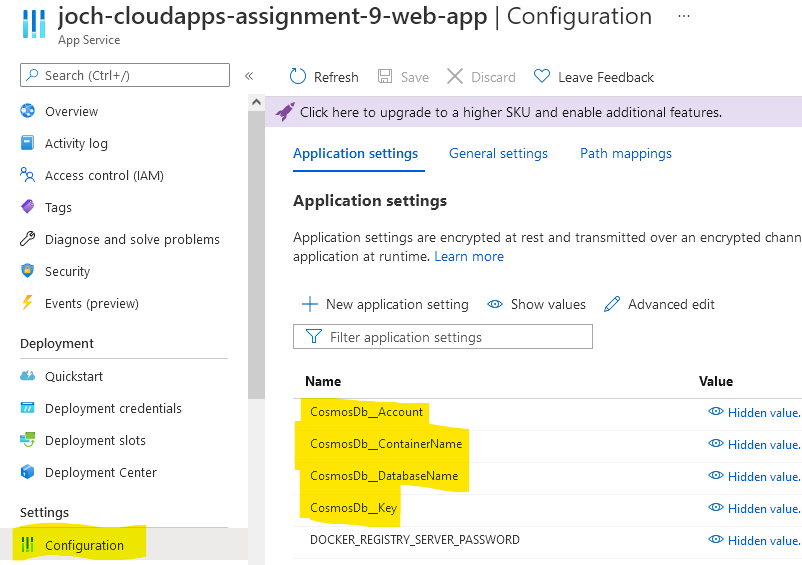 joch-cloudapps-assignment-9-web-app | Configuration ...
App Service
Search (Ctrl+/)
«
Overview
Activity log
Access control (IAM)
Tags
Diagnose and solve problems
Security
Events (preview)
Deployment
Quickstart
Deployment credentials
Deployment slots
Deployment Center
Settings
Configuration
Refresh Save Discard Leave Feedback
Click here to upgrade to a higher SKU and enable additional features.
Application settings General settings Path mappings
Application settings
Application settings are encrypted at rest and transmitted over an encrypted chann
application at runtime. Learn more
New application setting Show values Advanced edit
Filter application settings
Name Value
CosmosDb__Account Hidden value.
CosmosDb__ContainerName Hidden value.
CosmosDb__DatabaseName Hidden value.
CosmosDb__Key Hidden value.
DOCKER_REGISTRY_SERVER_PASSWORD Hidden value.